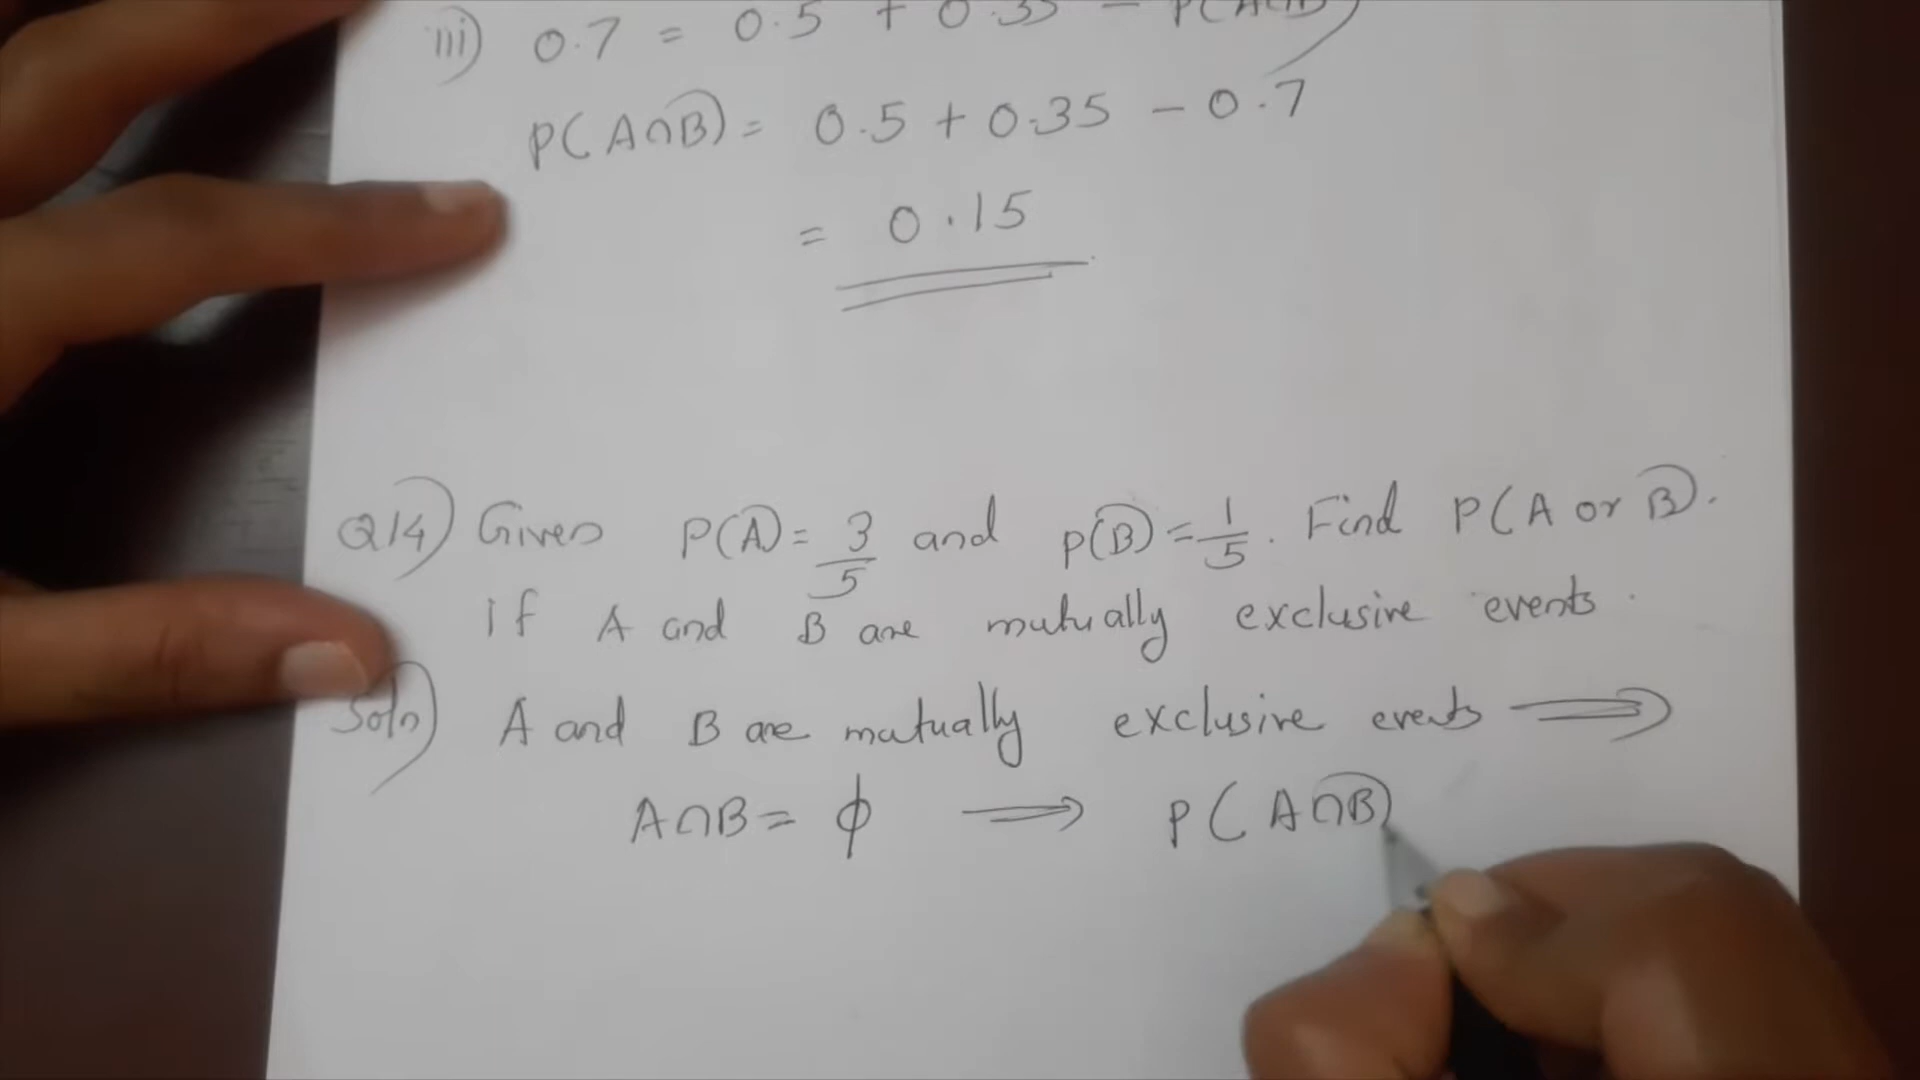 iii) 0.7 = 0.5 + 0.35 - P(A∩B)
P(A∩B) = 0.5 + 0.35 - 0.7
= 0.15
Q14) Given P(A) = 3/5 and P(B) = 1/5. Find P(A or B).
if A and B are mutually exclusive events.
Soln) A and B are mutually exclusive events ⟹
A∩B = ϕ ⟹ P(A∩B)